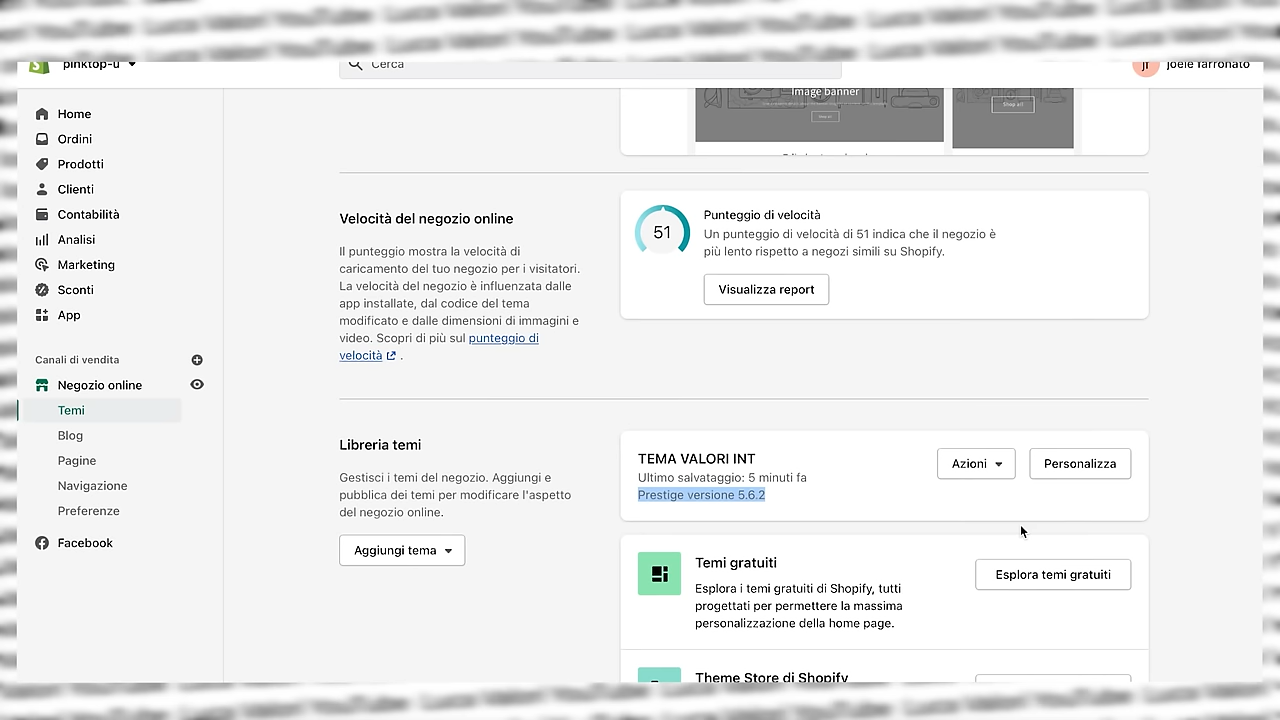 pinktop-u
Cerca
jf
joele farronato
Home
Ordini
Prodotti
Clienti
Contabilità
Analisi
Marketing
Sconti
App
Canali di vendita
Negozio online
Temi
Blog
Pagine
Navigazione
Preferenze
Facebook
Image banner
Shop all
Shop all
Velocità del negozio online
Il punteggio mostra la velocità di
caricamento del tuo negozio per i visitatori.
La velocità del negozio è influenzata dalle
app installate, dal codice del tema
modificato e dalle dimensioni di immagini e
video. Scopri di più sul punteggio di
velocità .
51
Punteggio di velocità
Un punteggio di velocità di 51 indica che il negozio è
più lento rispetto a negozi simili su Shopify.
Visualizza report
Libreria temi
Gestisci i temi del negozio. Aggiungi e
pubblica dei temi per modificare l'aspetto
del negozio online.
Aggiungi tema
TEMA VALORI INT
Ultimo salvataggio: 5 minuti fa
Prestige versione 5.6.2
Azioni
Personalizza
Temi gratuiti
Esplora i temi gratuiti di Shopify, tutti
progettati per permettere la massima
personalizzazione della home page.
Esplora temi gratuiti
Theme Store di Shopify